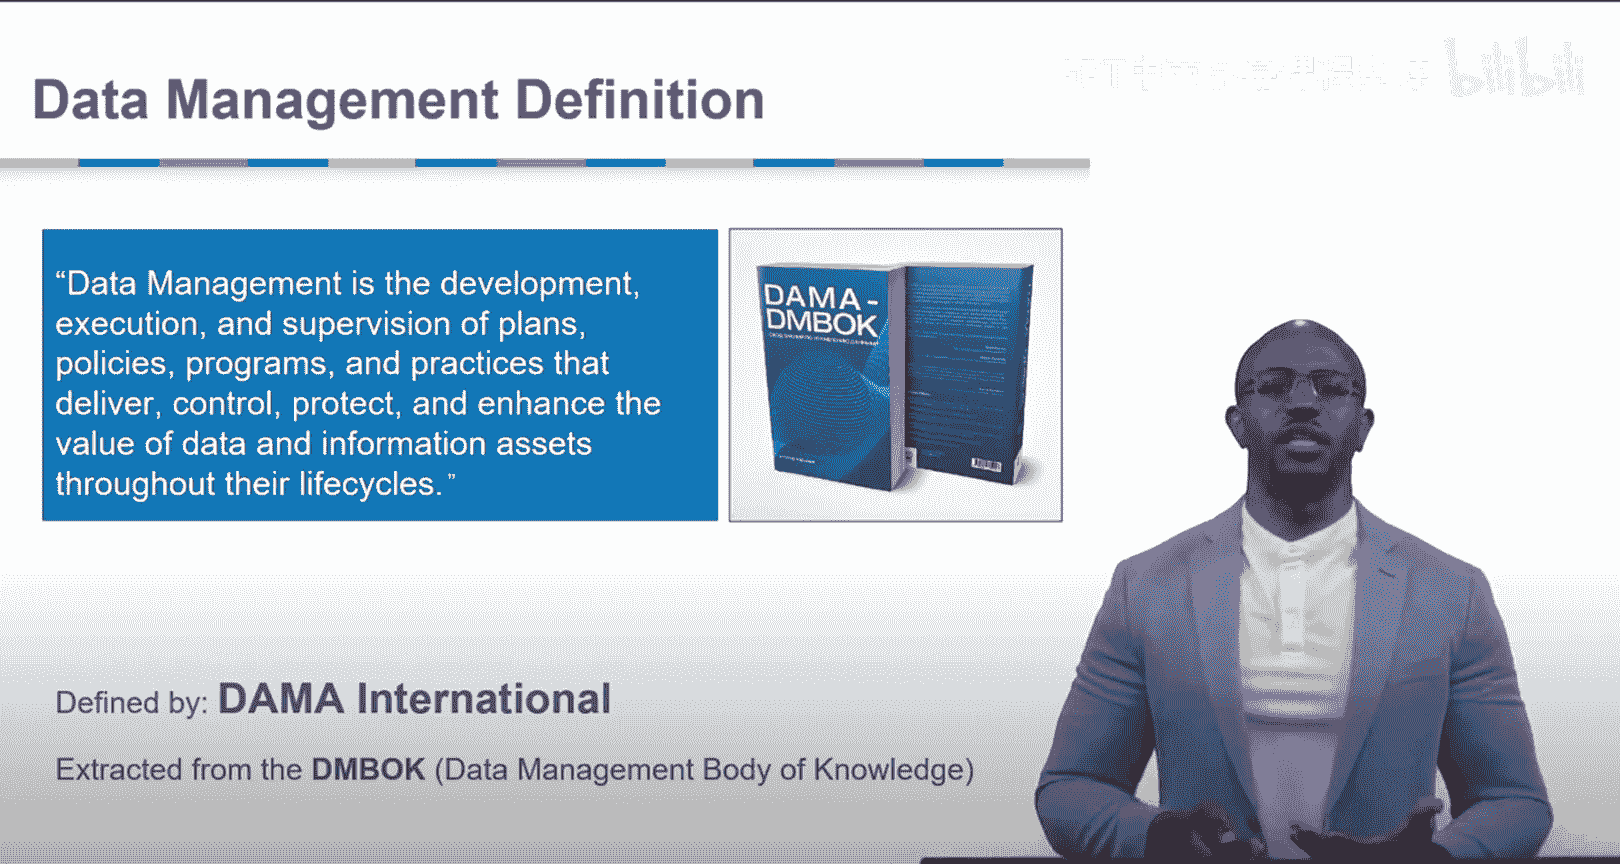 Data Management Definition
bilibili
“Data Management is the development,
execution, and supervision of plans,
policies, programs, and practices that
deliver, control, protect, and enhance the
value of data and information assets
throughout their lifecycles.”
DAMA -
DMBOK
Defined by: DAMA International
Extracted from the DMBOK (Data Management Body of Knowledge)